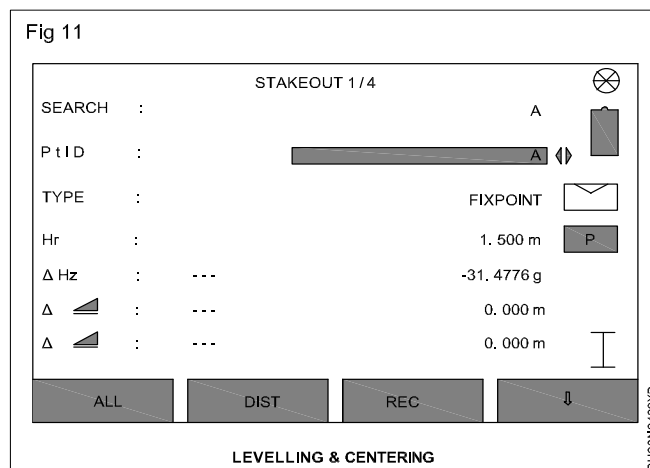 Fig 11
STAKEOUT 1/4
SEARCH : A
PtID : A
TYPE : FIXPOINT
Hr : 1.500 m P
Δ Hz : --- -31.4776 g
Δ : --- 0.000 m
Δ : --- 0.000 m
ALL DIST REC ⇩
LEVELLING & CENTERING